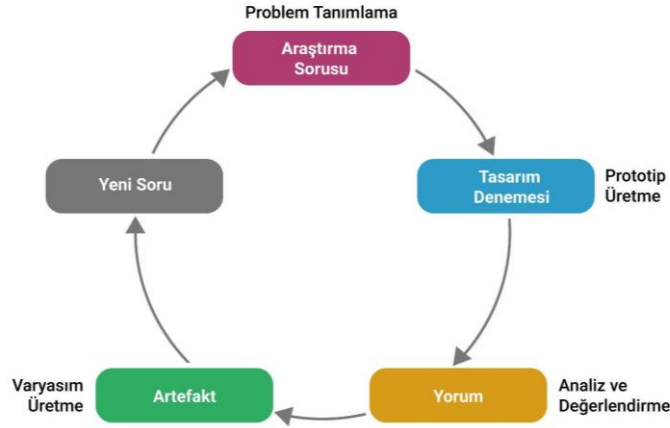 Problem Tanımlama
Araştırma
Sorusu
Tasarım
Denemesi
Prototip
Üretme
Yorum
Analiz ve
Değerlendirme
Artefakt
Varyasım
Üretme
Yeni Soru